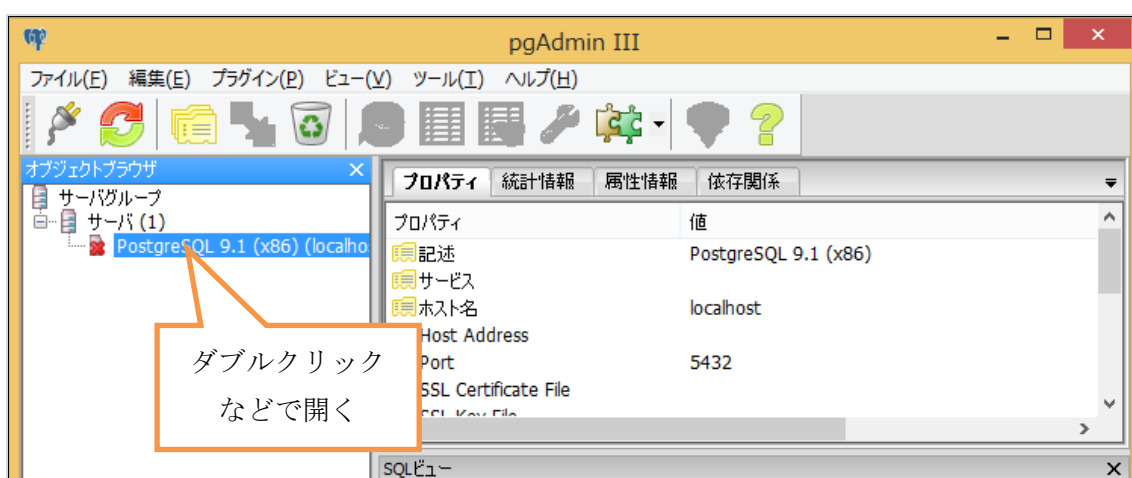 pgAdmin III
ファイル(F) 編集(E) プラグイン(P) ビュー(V) ツール(T) ヘルプ(H)
オブジェクトブラウザ
サーバグループ
サーバ (1)
PostgreSQL 9.1 (x86) (localho
ダブルクリック
などで開く
プロパティ 統計情報 属性情報 依存関係
プロパティ 値
記述 PostgreSQL 9.1 (x86)
サービス
ホスト名 localhost
Host Address
Port 5432
SSL Certificate File
SSL Key File
SQLビュー